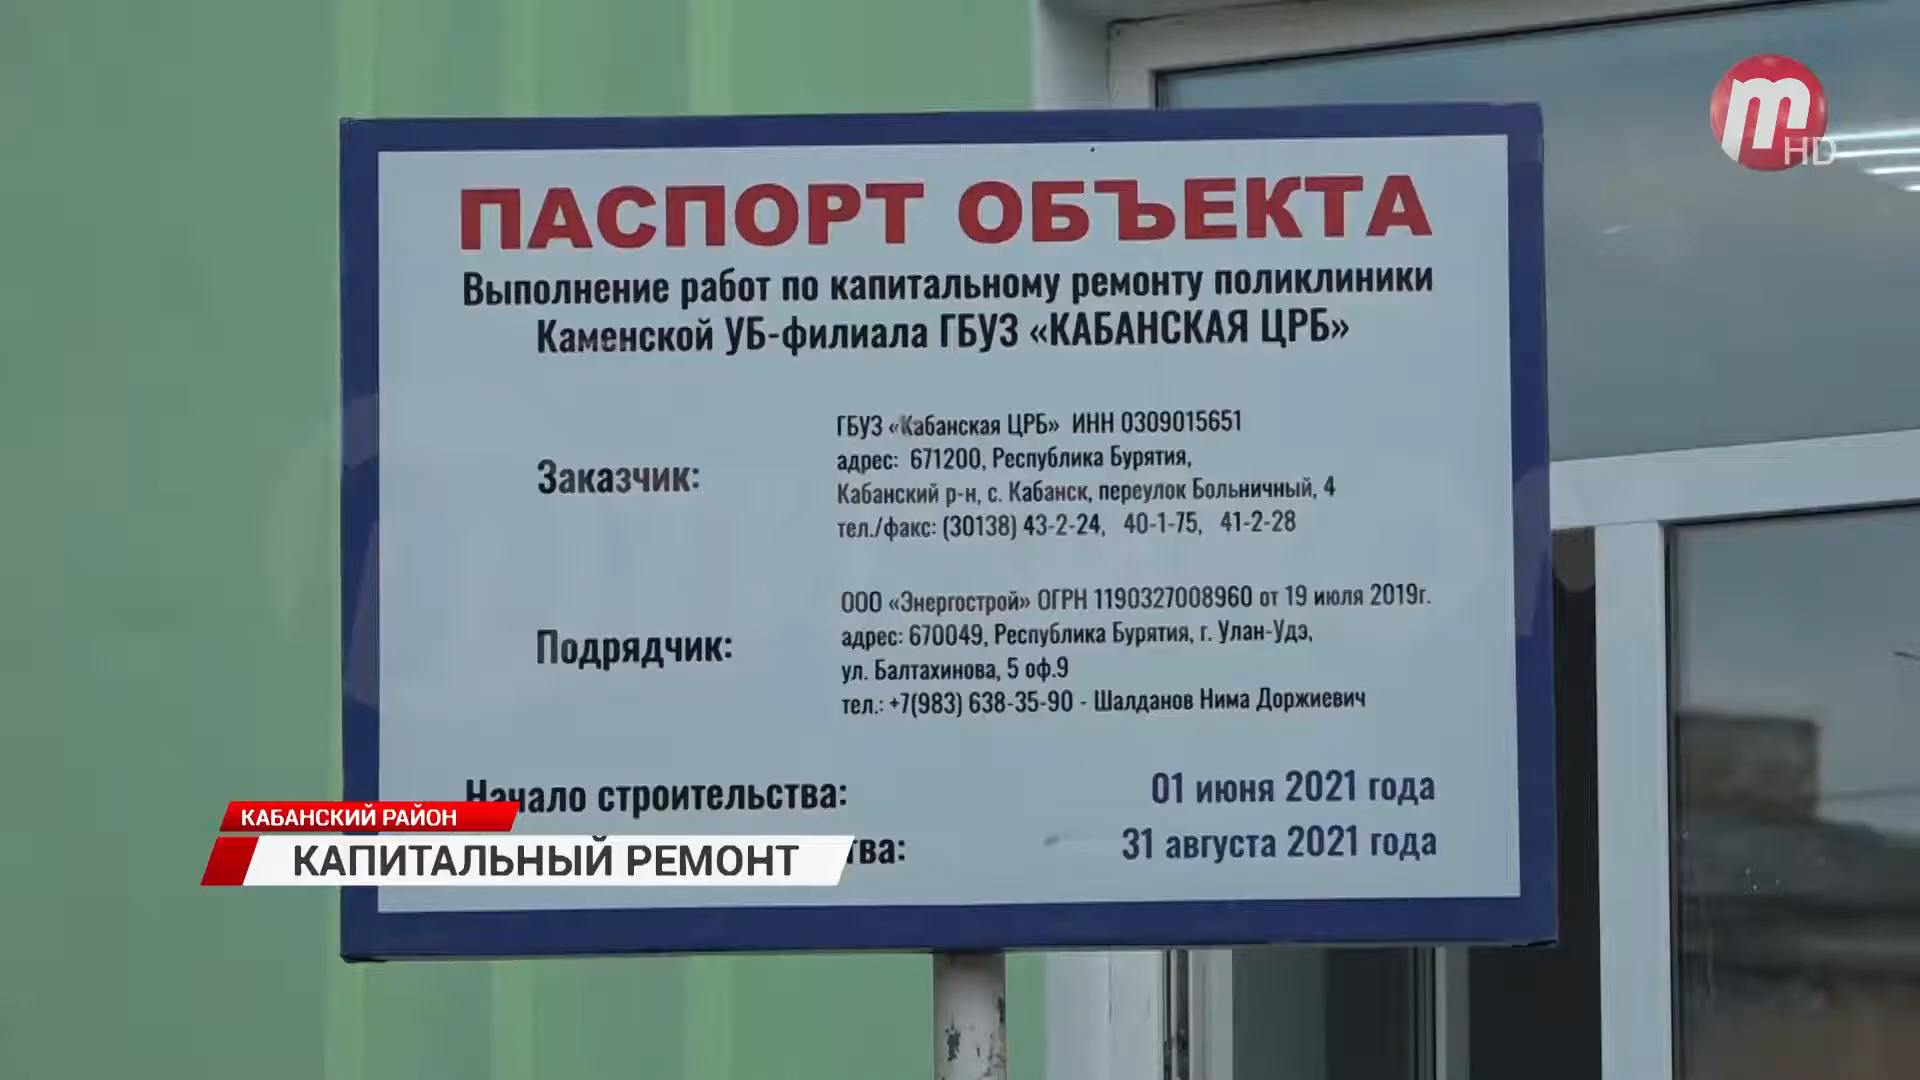 m HD
ПАСПОРТ ОБЪЕКТА
Выполнение работ по капитальному ремонту поликлиники
Каменской УБ-филиала ГБУЗ «КАБАНСКАЯ ЦРБ»
Заказчик:
ГБУЗ «Кабанская ЦРБ» ИНН 0309015651
адрес: 671200, Республика Бурятия,
Кабанский р-н, с. Кабанск, переулок Больничный, 4
тел./факс: (30138) 43-2-24, 40-1-75, 41-2-28
Подрядчик:
ООО «Энергострой» ОГРН 1190327008960 от 19 июля 2019г.
адрес: 670049, Республика Бурятия, г. Улан-Удэ,
ул. Балтахинова, 5 оф.9
тел.: +7(983) 638-35-90 - Шалданов Нима Доржиевич
Начало строительства: 01 июня 2021 года
тва: 31 августа 2021 года
КАБАНСКИЙ РАЙОН
КАПИТАЛЬНЫЙ РЕМОНТ